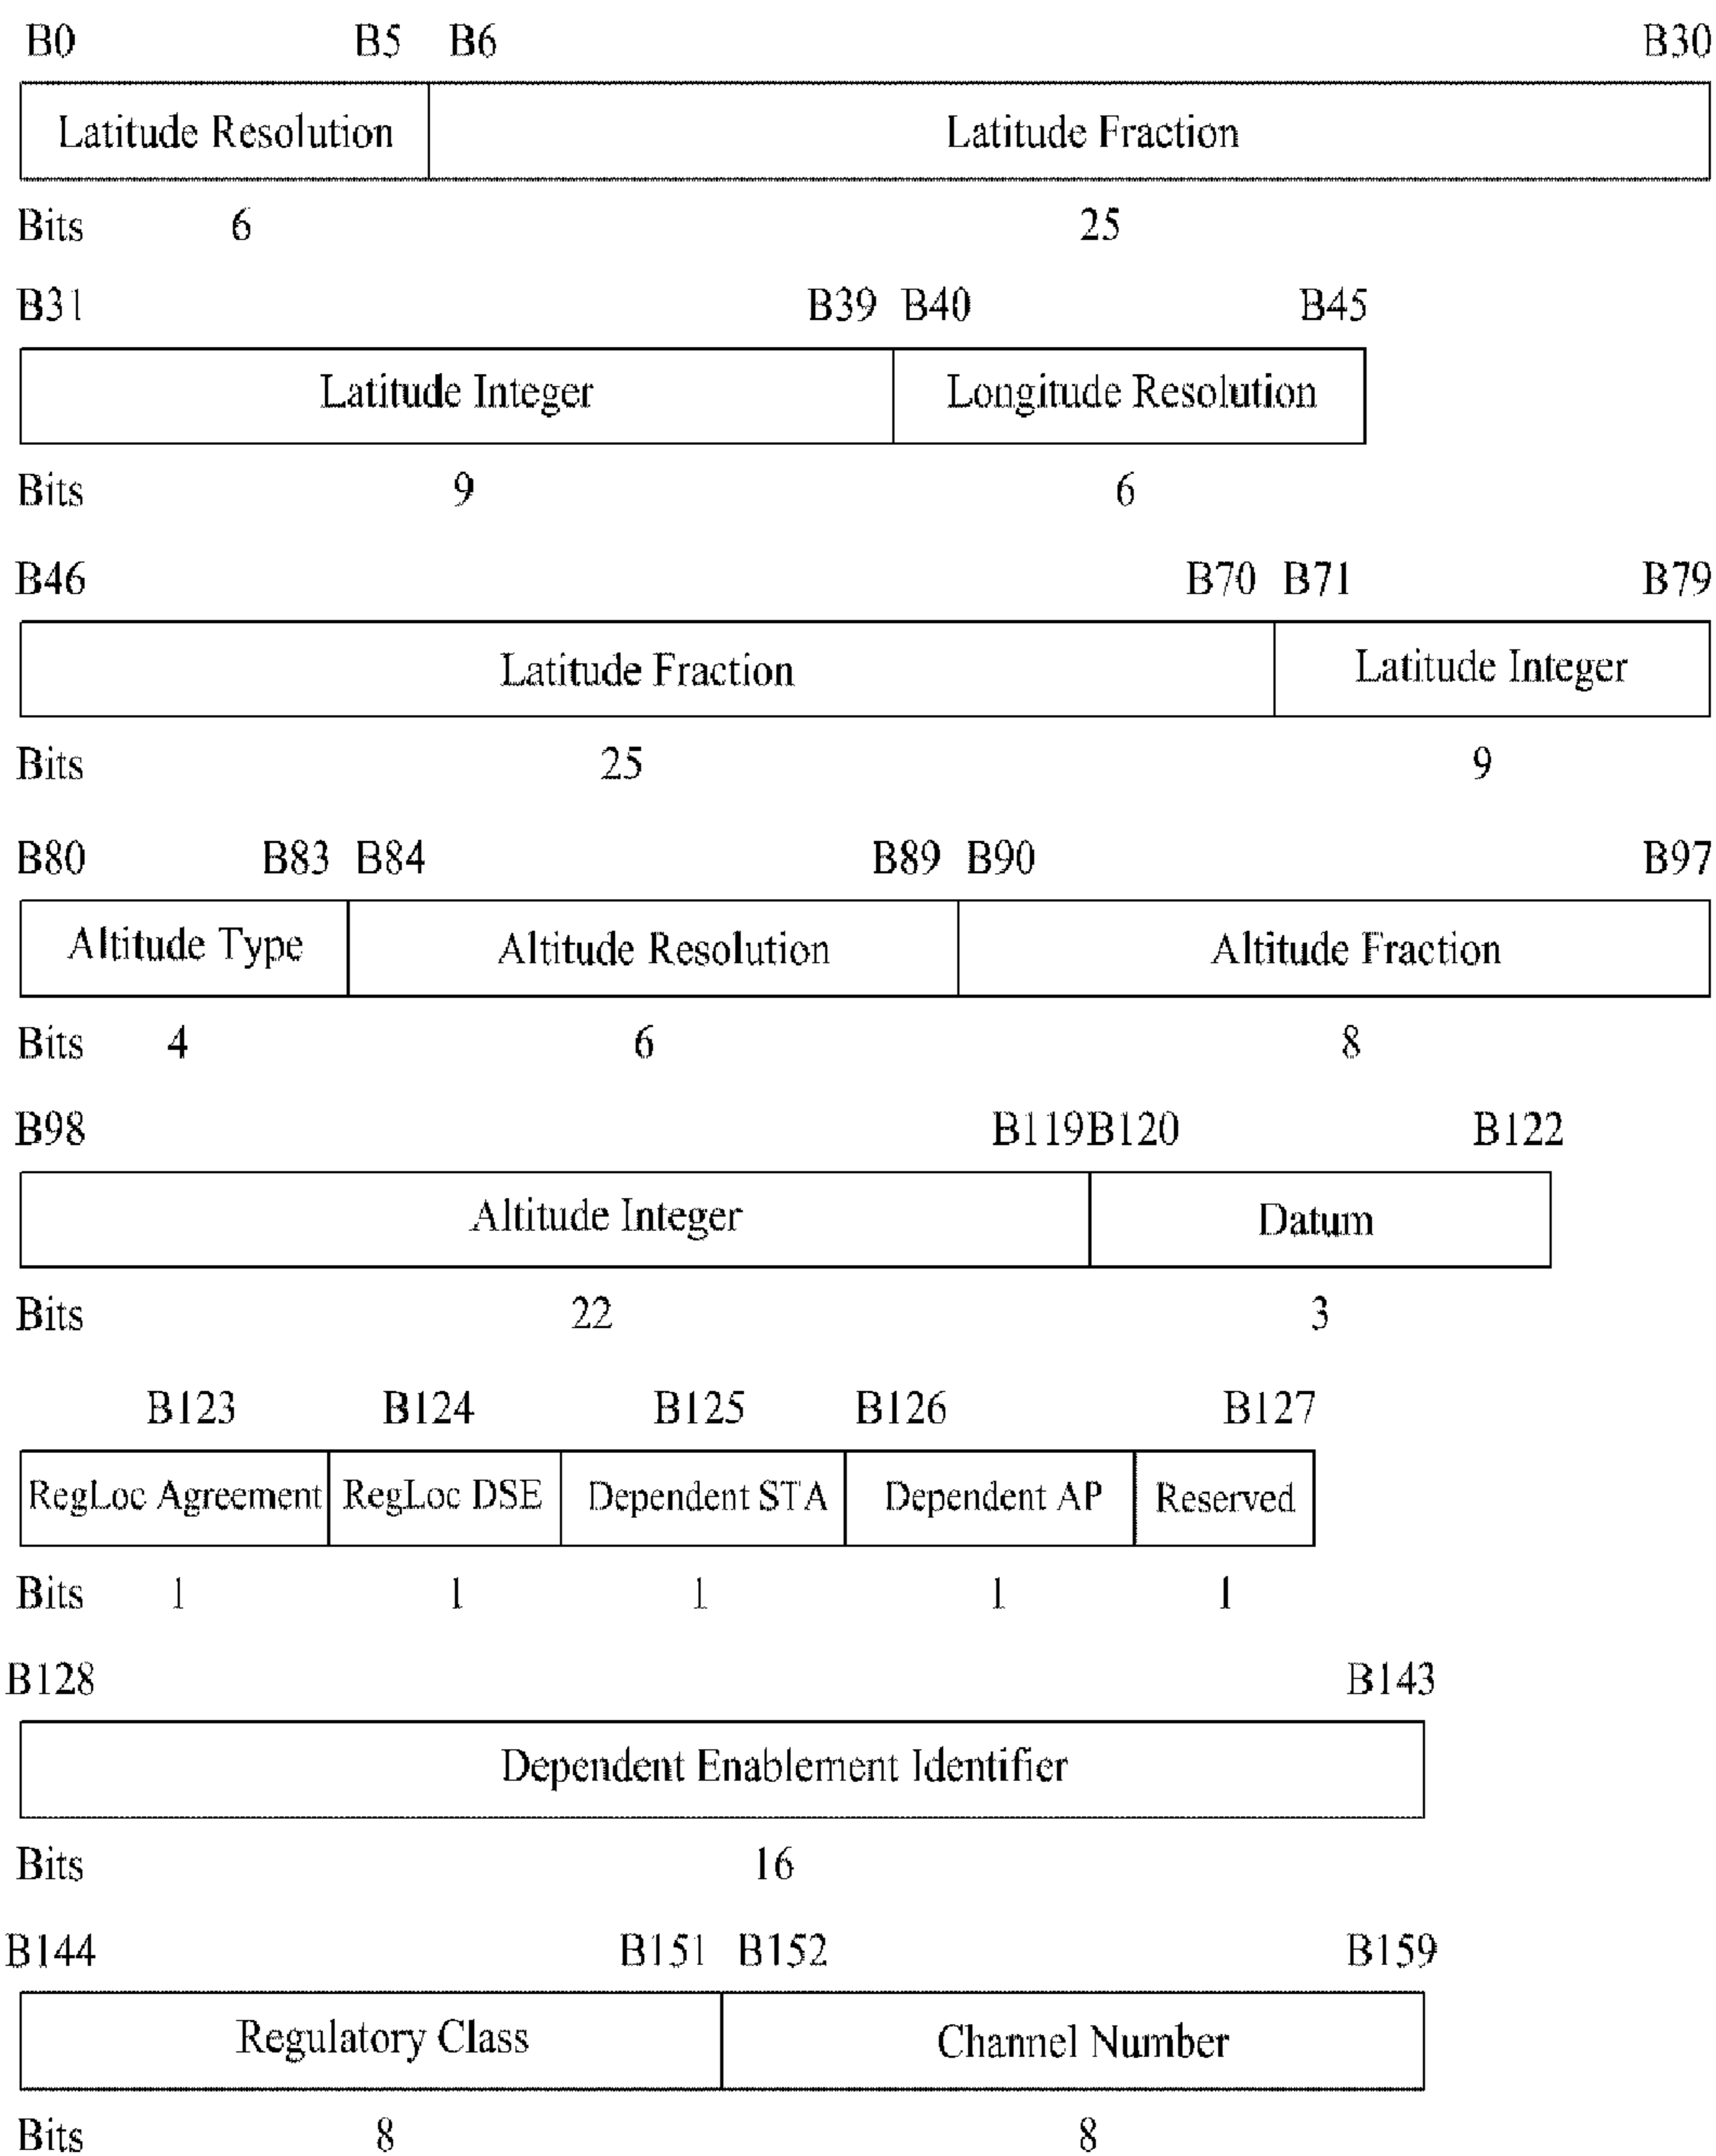 B0 B5 B6 B30
Latitude Resolution Latitude Fraction
Bits 6 25
B31 B39 B40 B45
Latitude Integer Longitude Resolution
Bits 9 6
B46 B70 B71 B79
Latitude Fraction Latitude Integer
Bits 25 9
B80 B83 B84 B89 B90 B97
Altitude Type Altitude Resolution Altitude Fraction
Bits 4 6 8
B98 B119B120 B122
Altitude Integer Datum
Bits 22 3
B123 B124 B125 B126 B127
RegLoc Agreement RegLoc DSE Dependent STA Dependent AP Reserved
Bits 1 1 1 1 1
B128 B143
Dependent Enablement Identifier
Bits 16
B144 B151 B152 B159
Regulatory Class Channel Number
Bits 8 8